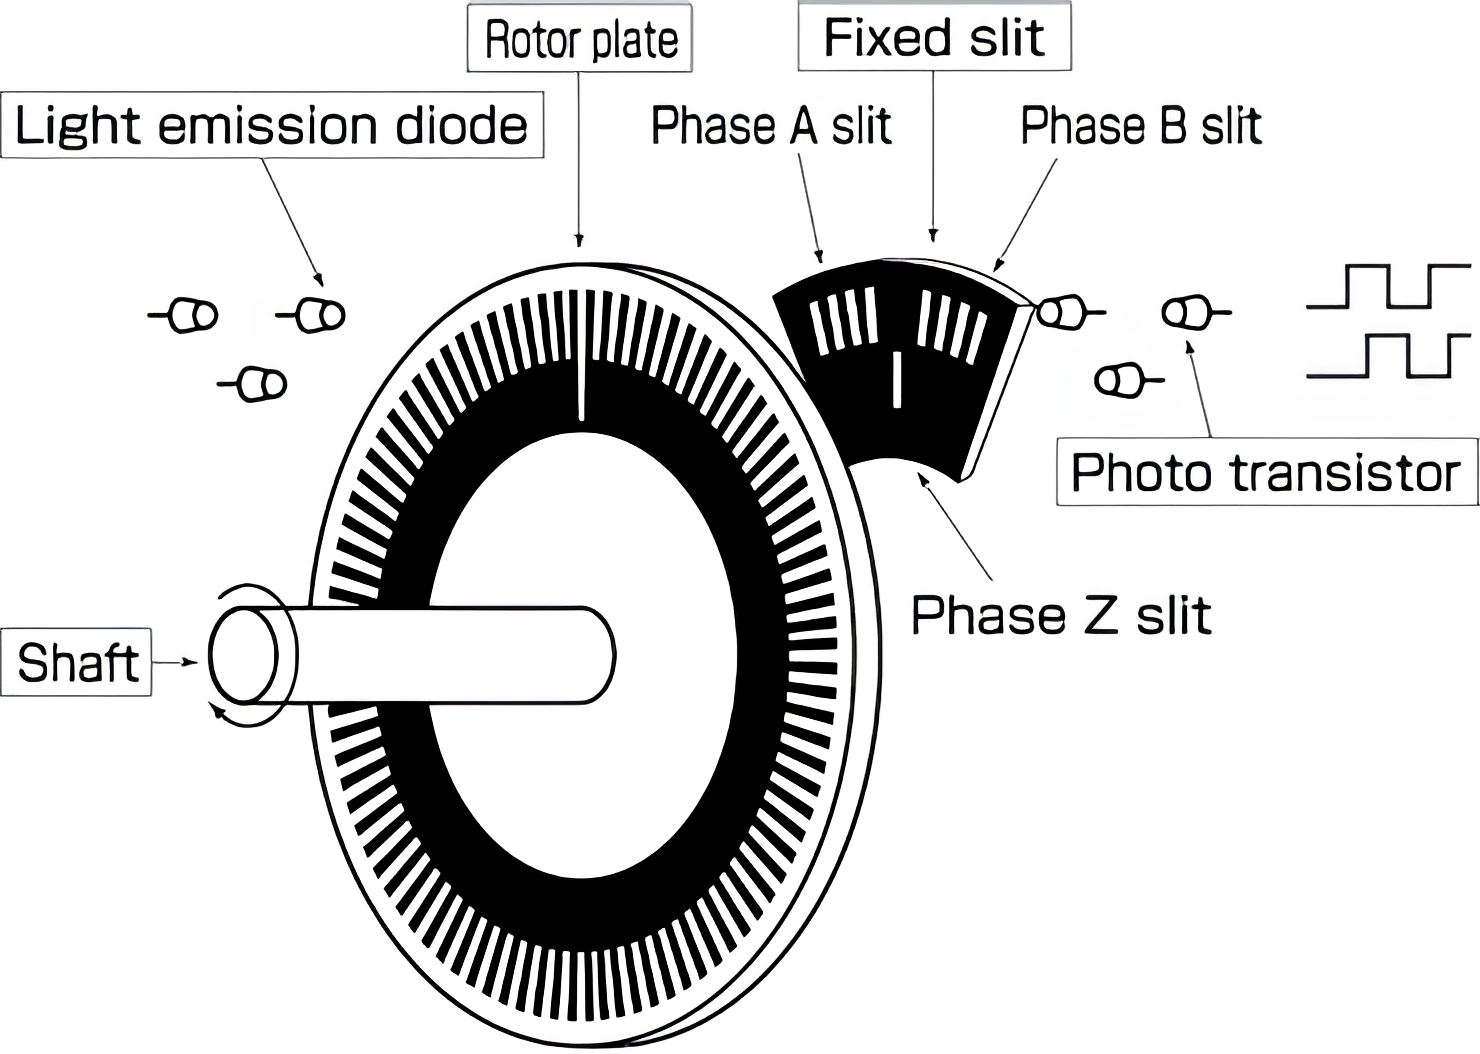 Rotor plate
Fixed slit
Light emission diode
Phase A slit
Phase B slit
Photo transistor
Phase Z slit
Shaft